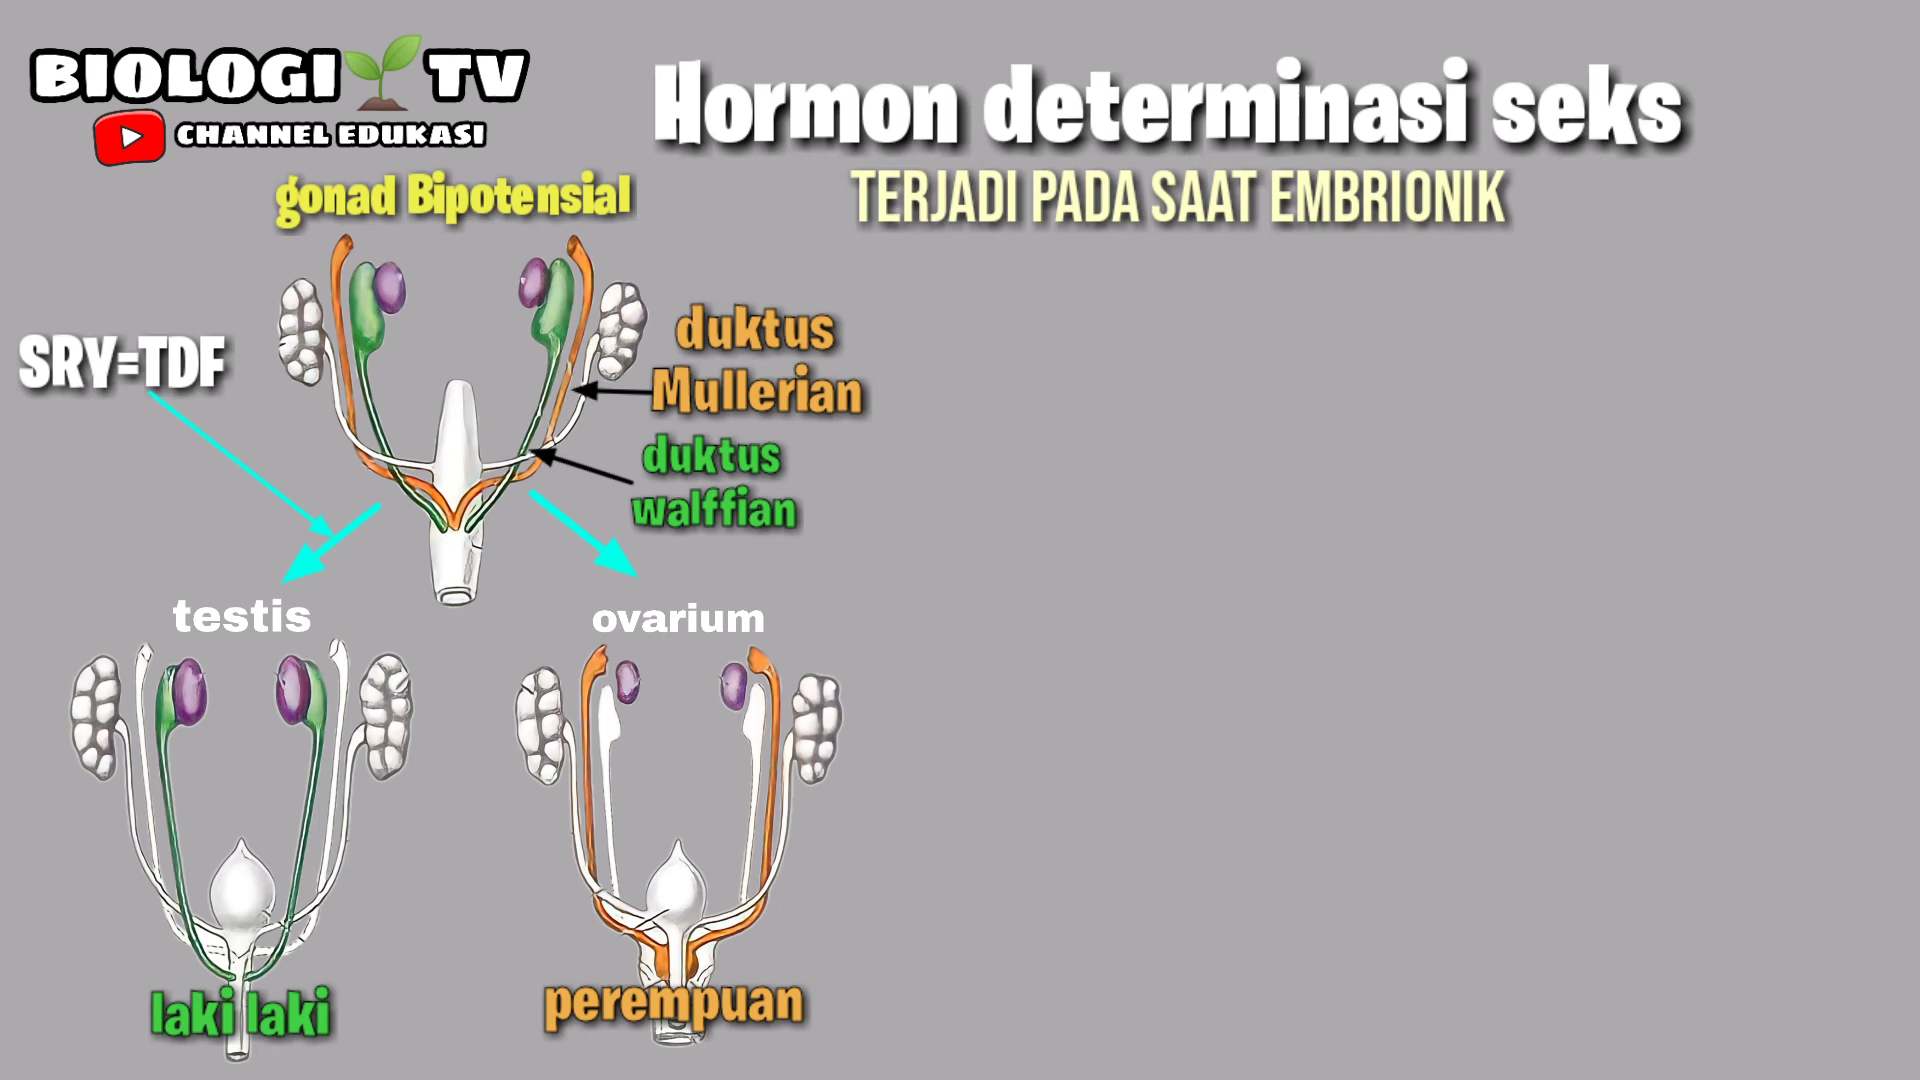 BIOLOGI TV
CHANNEL EDUKASI
Hormon determinasi seks
TERJADI PADA SAAT EMBRIONIK
gonad Bipotensial
SRY=TDF
duktus
Mullerian
duktus
walffian
testis
ovarium
laki laki
perempuan